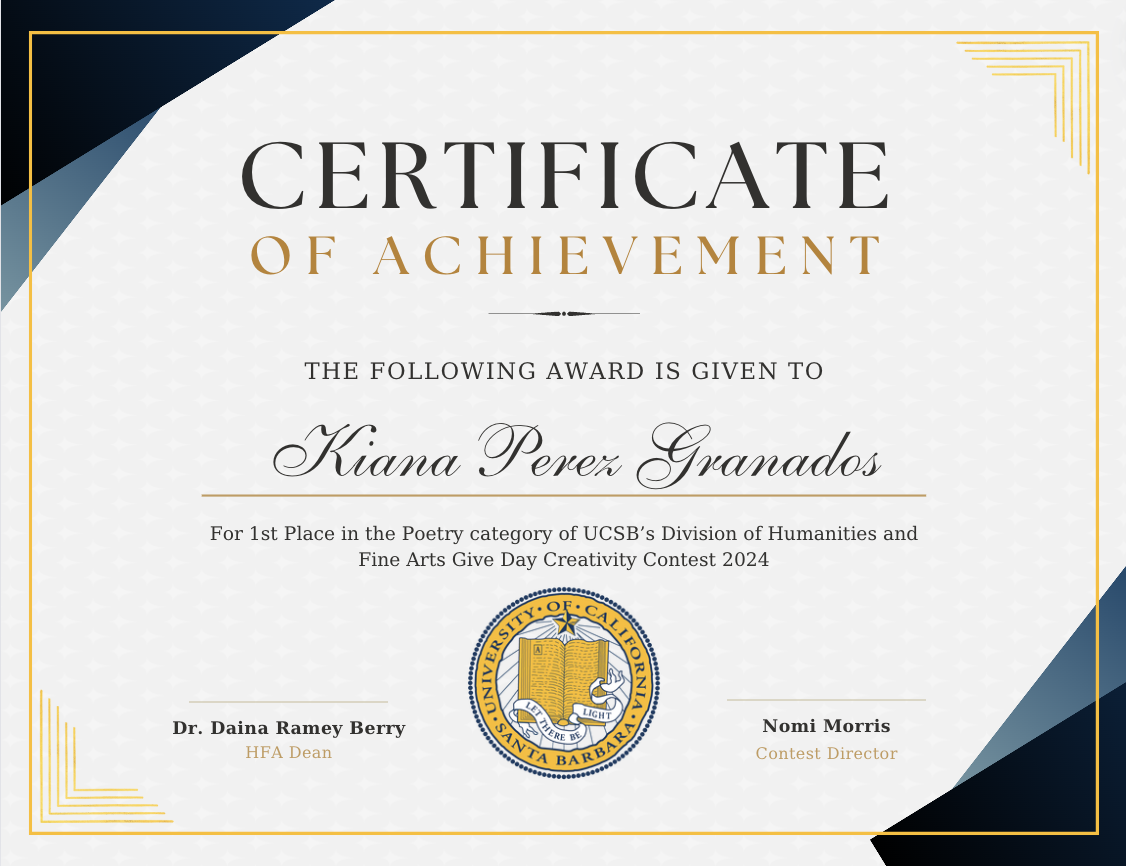 CERTIFICATE
OF ACHIEVEMENT
THE FOLLOWING AWARD IS GIVEN TO
Kiana Perez Granados
For 1st Place in the Poetry category of UCSB’s Division of Humanities and
Fine Arts Give Day Creativity Contest 2024
UNIVERSITY · OF · CALIFORNIA
A
LET THERE BE LIGHT
· SANTA BARBARA ·
Dr. Daina Ramey Berry
HFA Dean
Nomi Morris
Contest Director